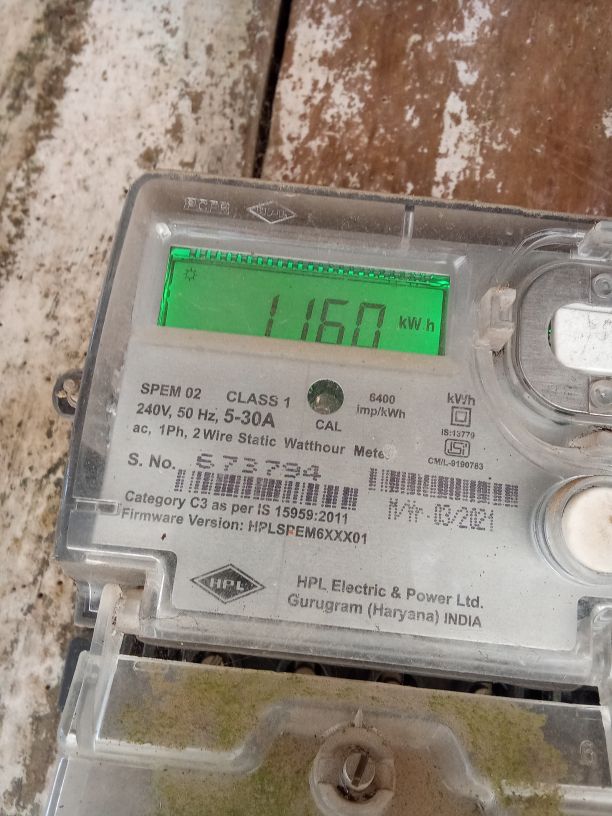 1160 kWh
SPEM 02 CLASS 1 6400 kWh
240V, 50 Hz, 5-30A CAL imp/kWh
ac, 1Ph, 2 Wire Static Watthour Meter IS:13779
S. No. 673794 CM/L-9190763
Category C3 as per IS 15959:2011 M/Yr-03/2021
Firmware Version: HPLSPEM6XXX01
HPL HPL Electric & Power Ltd.
Gurugram (Haryana) INDIA